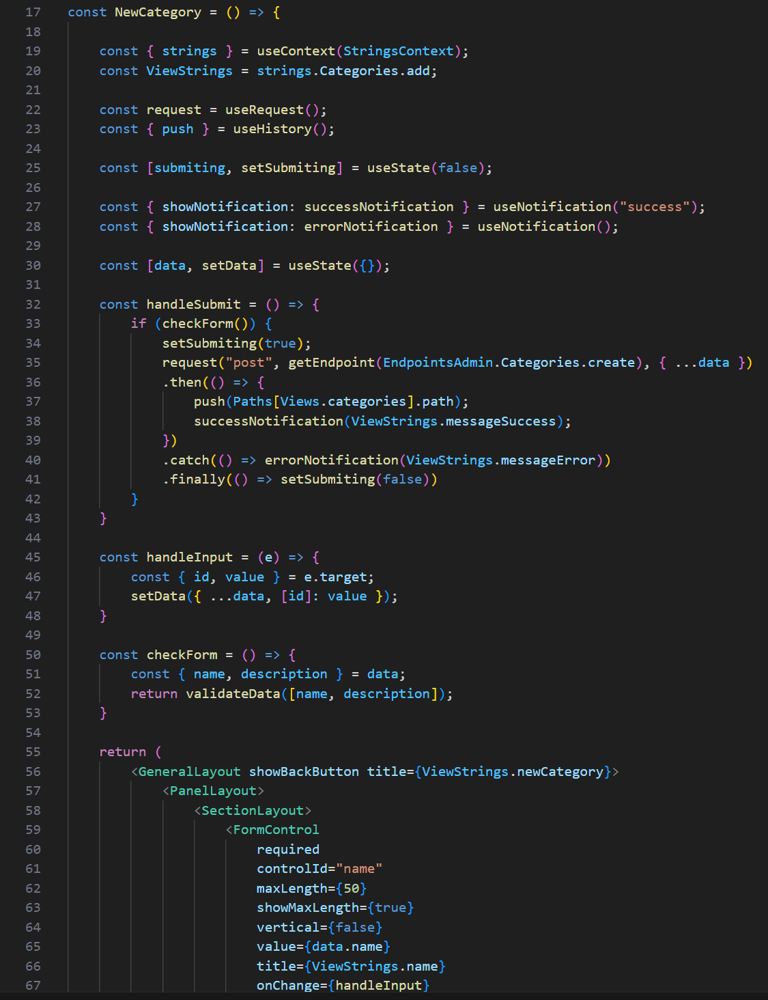 17 const NewCategory = () => {
18
19 const { strings } = useContext(StringsContext);
20 const ViewStrings = strings.Categories.add;
21
22 const request = useRequest();
23 const { push } = useHistory();
24
25 const [submiting, setSubmiting] = useState(false);
26
27 const { showNotification: successNotification } = useNotification("success");
28 const { showNotification: errorNotification } = useNotification();
29
30 const [data, setData] = useState({});
31
32 const handleSubmit = () => {
33 if (checkForm()) {
34 setSubmiting(true);
35 request("post", getEndpoint(EndpointsAdmin.Categories.create), { ...data })
36 .then(() => {
37 push(Paths[Views.categories].path);
38 successNotification(ViewStrings.messageSuccess);
39 })
40 .catch(() => errorNotification(ViewStrings.messageError))
41 .finally(() => setSubmiting(false))
42 }
43 }
44
45 const handleInput = (e) => {
46 const { id, value } = e.target;
47 setData({ ...data, [id]: value });
48 }
49
50 const checkForm = () => {
51 const { name, description } = data;
52 return validateData([name, description]);
53 }
54
55 return (
56 <GeneralLayout showBackButton title={ViewStrings.newCategory}>
57 <PanelLayout>
58 <SectionLayout>
59 <FormControl
60 required
61 controlId="name"
62 maxLength={50}
63 showMaxLength={true}
64 vertical={false}
65 value={data.name}
66 title={ViewStrings.name}
67 onChange={handleInput}